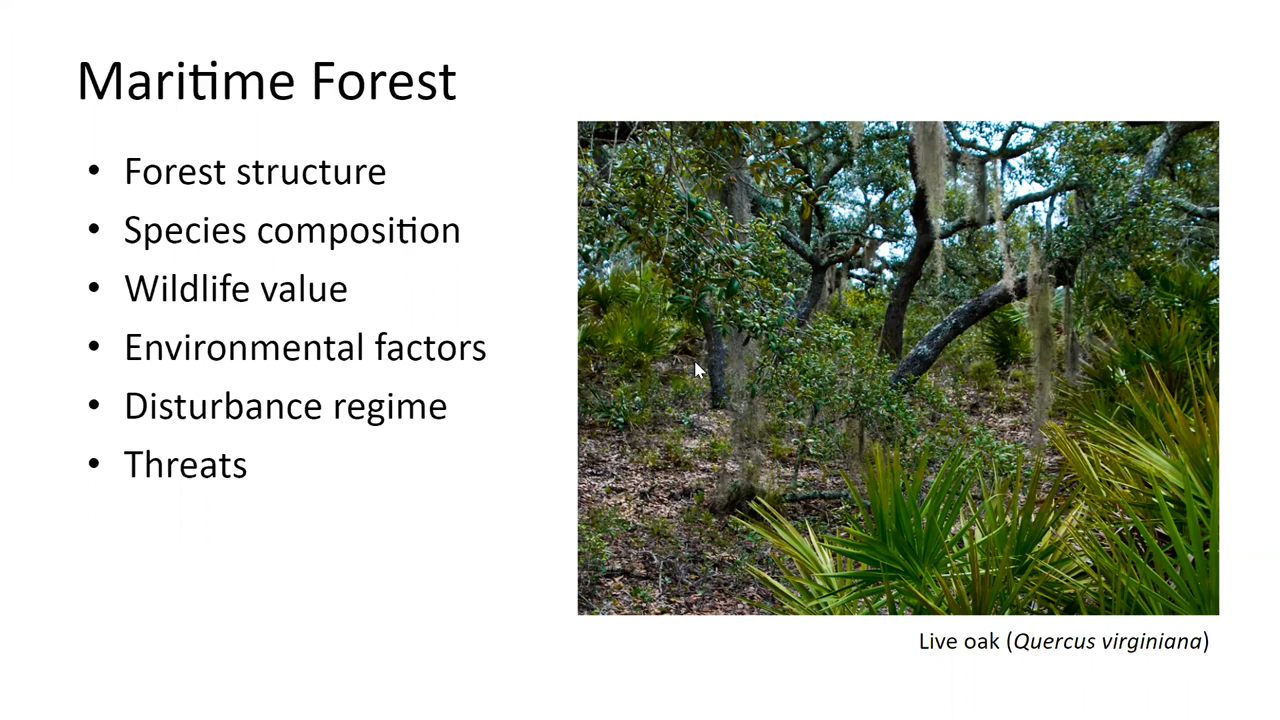 Maritime Forest
• Forest structure
• Species composition
• Wildlife value
• Environmental factors
• Disturbance regime
• Threats
Live oak (Quercus virginiana)